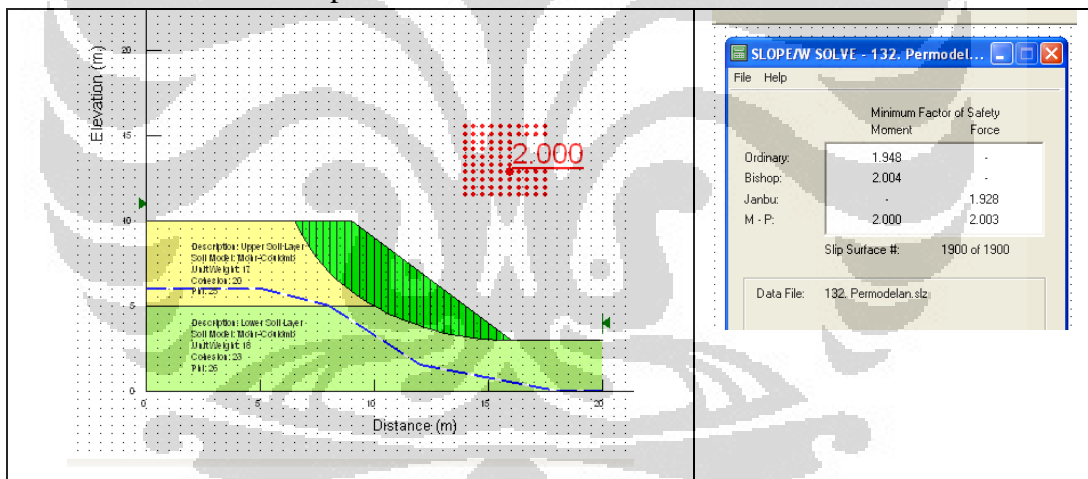 20
Elevation (m)
15
2.000
10
Description: Upper Soil Layer
Soil Model: Mohr-Coulomb
Unit Weight: 17
Cohesion: 20
Phi: 25
5
Description: Lower Soil Layer
Soil Model: Mohr-Coulomb
Unit Weight: 18
Cohesion: 23
Phi: 26
0
0 5 10 15 20
Distance (m)
SLOPE/W SOLVE - 132. Permodel...
File Help
Minimum Factor of Safety
Moment Force
Ordinary: 1.948 -
Bishop: 2.004 -
Janbu: - 1.928
M - P: 2.000 2.003
Slip Surface #: 1900 of 1900
Data File: 132. Permodelan.slz